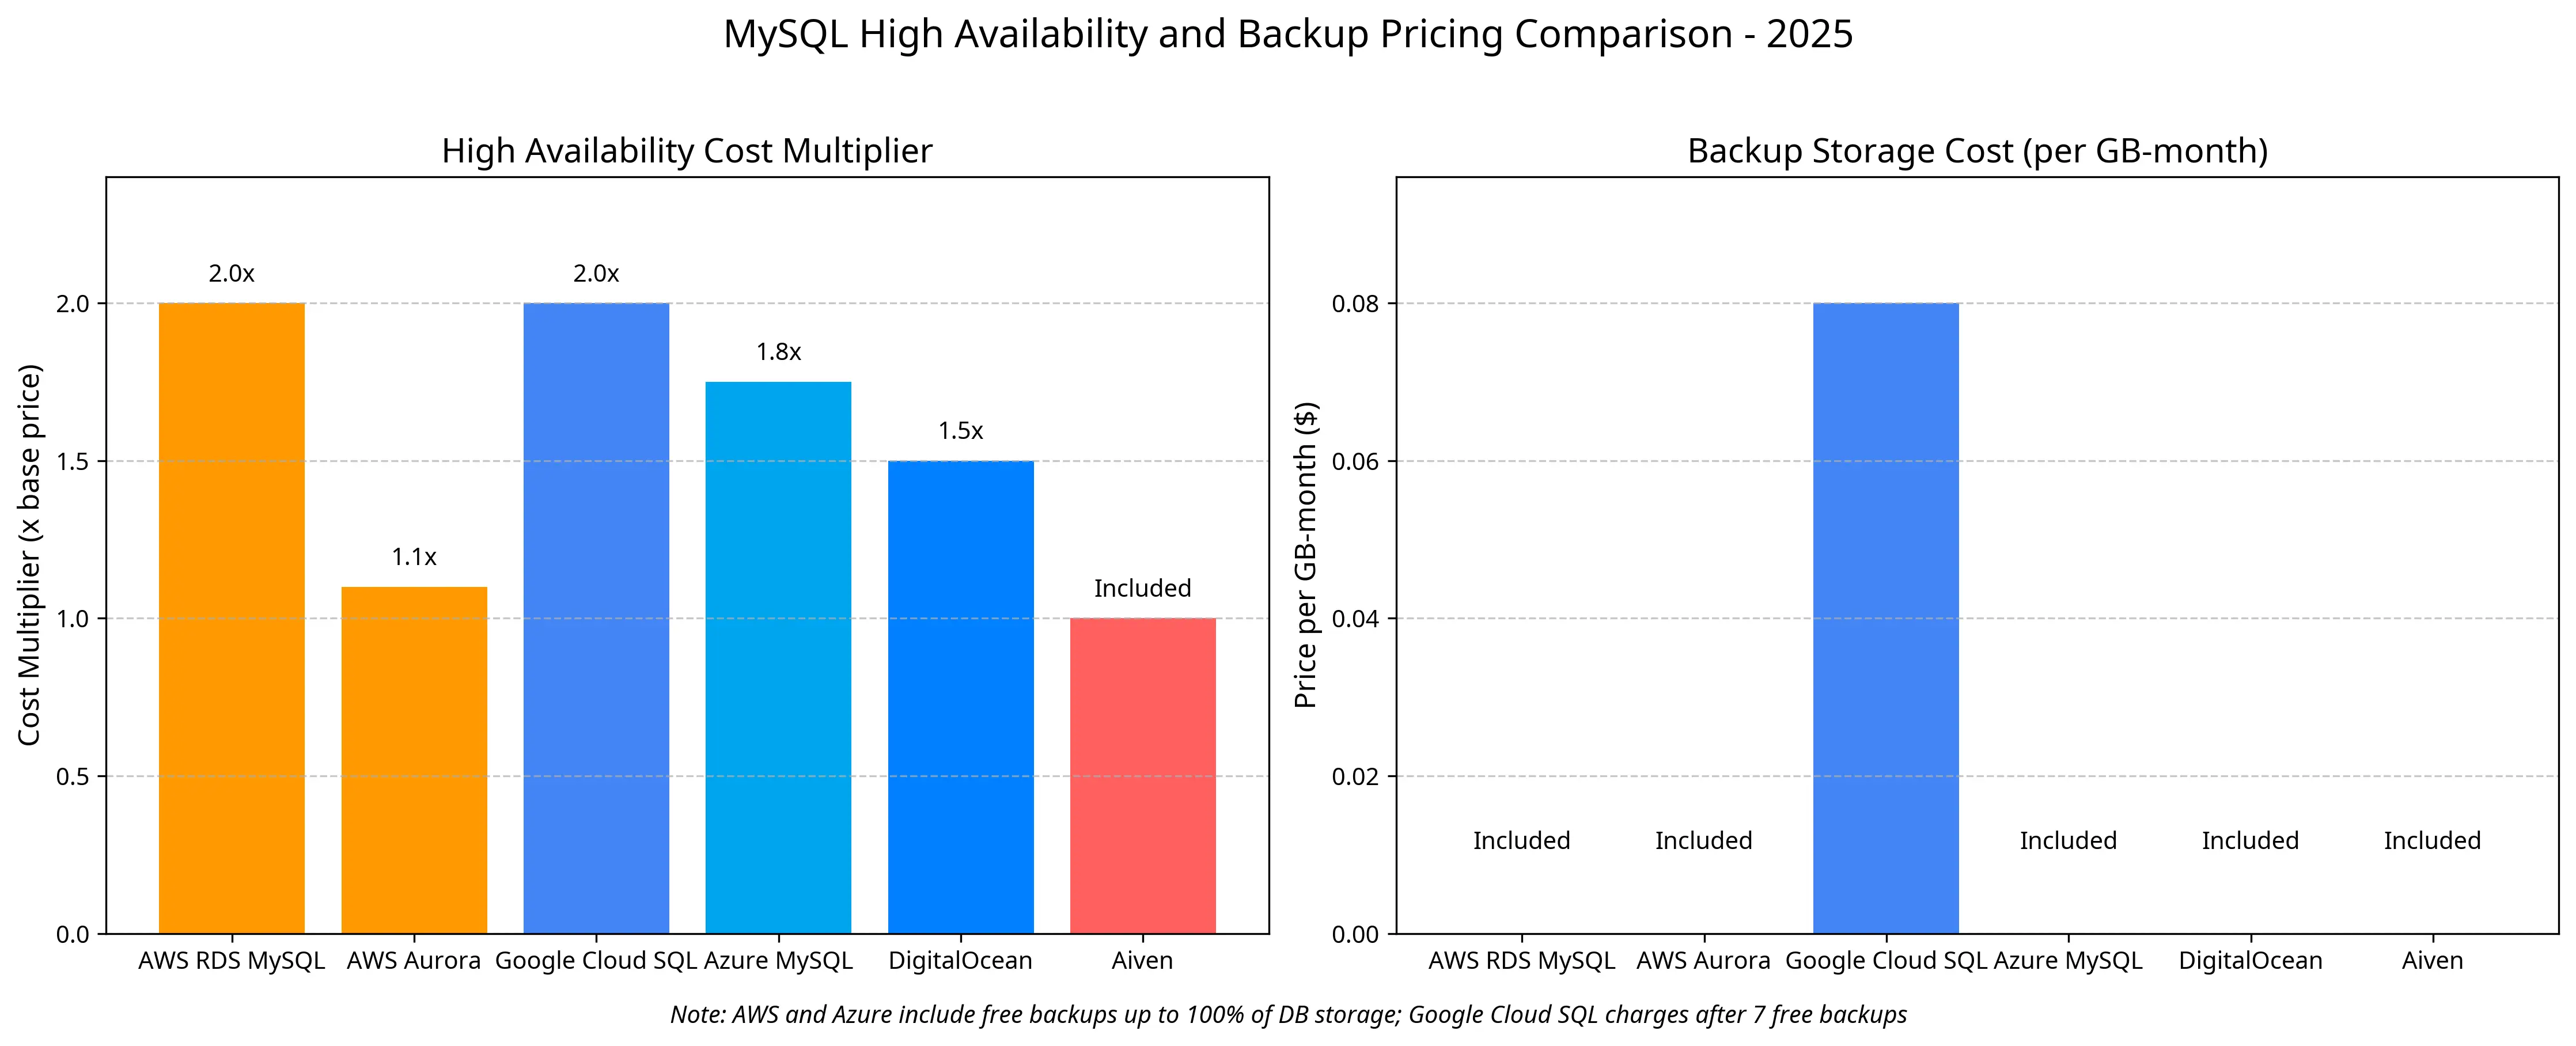 MySQL High Availability and Backup Pricing Comparison - 2025
High Availability Cost Multiplier
Cost Multiplier (x base price)
2.0
1.5
1.0
0.5
0.0
2.0x
1.1x
2.0x
1.8x
1.5x
Included
AWS RDS MySQL
AWS Aurora
Google Cloud SQL
Azure MySQL
DigitalOcean
Aiven
Backup Storage Cost (per GB-month)
Price per GB-month ($)
0.08
0.06
0.04
0.02
0.00
Included
Included
Included
Included
Included
AWS RDS MySQL
AWS Aurora
Google Cloud SQL
Azure MySQL
DigitalOcean
Aiven
Note: AWS and Azure include free backups up to 100% of DB storage; Google Cloud SQL charges after 7 free backups